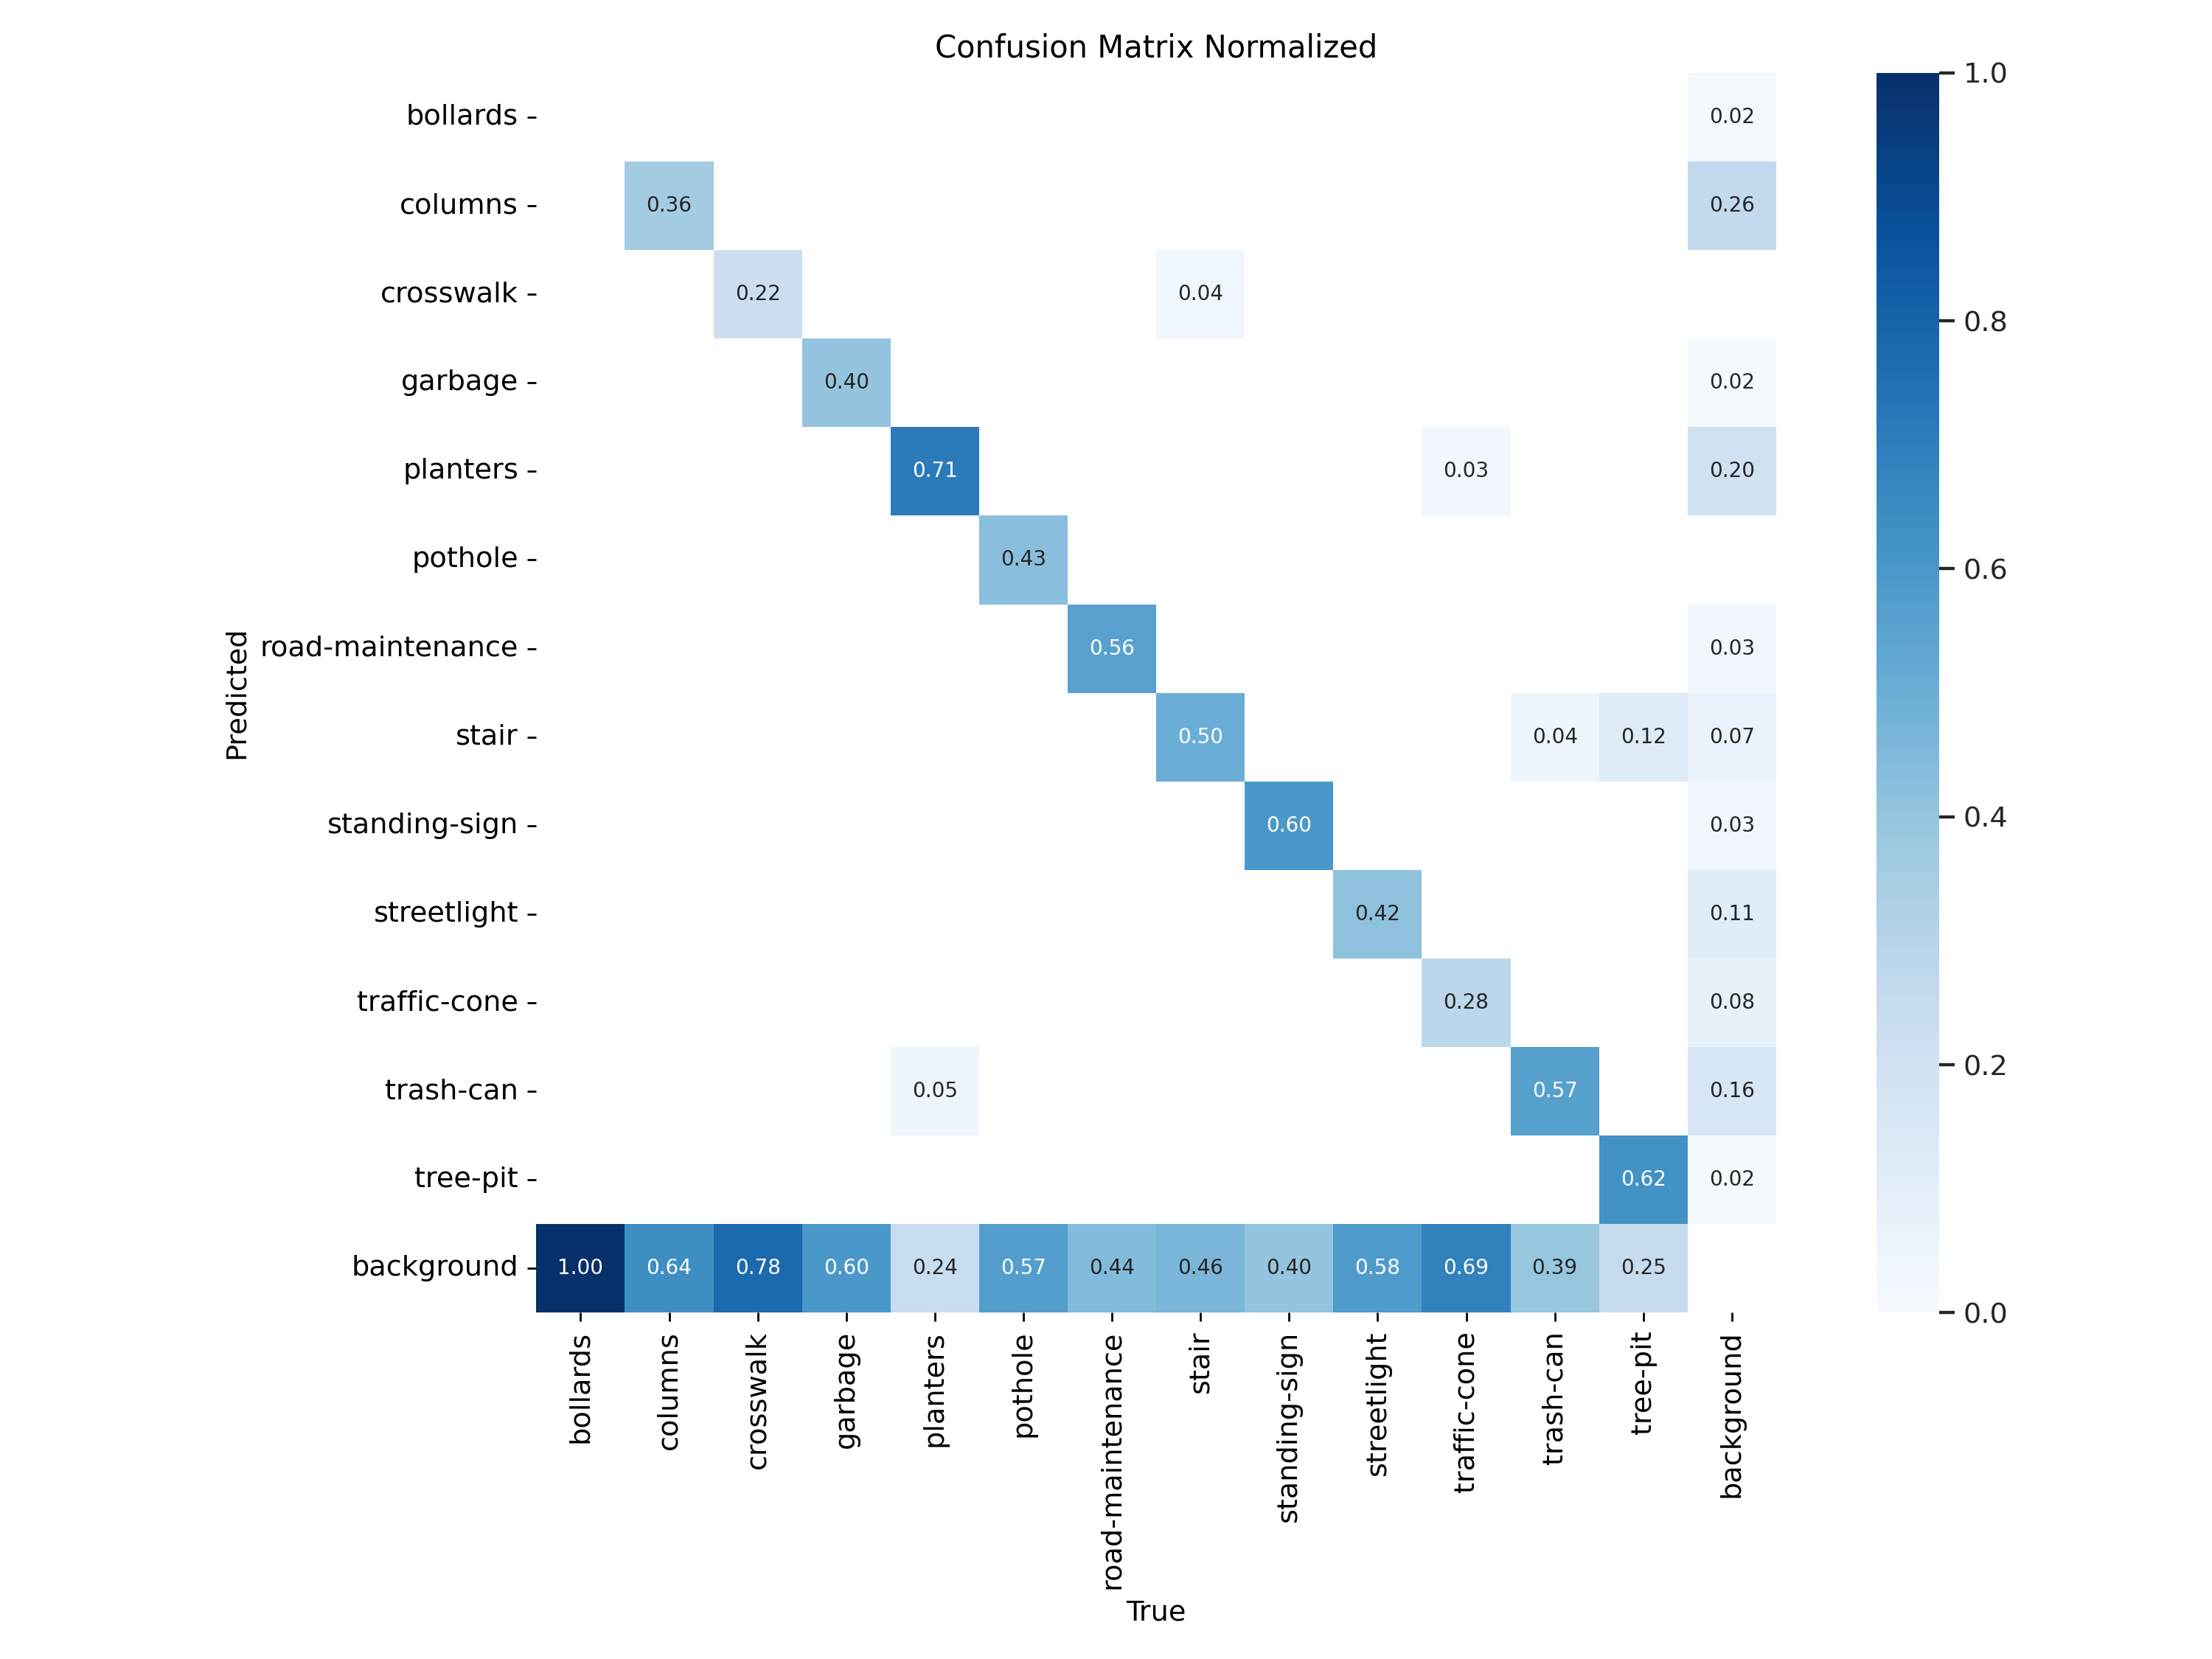 Confusion Matrix Normalized
bollards 0.02
columns 0.36 0.26
crosswalk 0.22 0.04
garbage 0.40 0.02
planters 0.71 0.03 0.20
pothole 0.43
road-maintenance 0.56 0.03
stair 0.50 0.04 0.12 0.07
standing-sign 0.60 0.03
streetlight 0.42 0.11
traffic-cone 0.28 0.08
trash-can 0.05 0.57 0.16
tree-pit 0.62 0.02
background 1.00 0.64 0.78 0.60 0.24 0.57 0.44 0.46 0.40 0.58 0.69 0.39 0.25
Predicted
bollards
columns
crosswalk
garbage
planters
pothole
road-maintenance
stair
standing-sign
streetlight
traffic-cone
trash-can
tree-pit
background
True
1.0
0.8
0.6
0.4
0.2
0.0